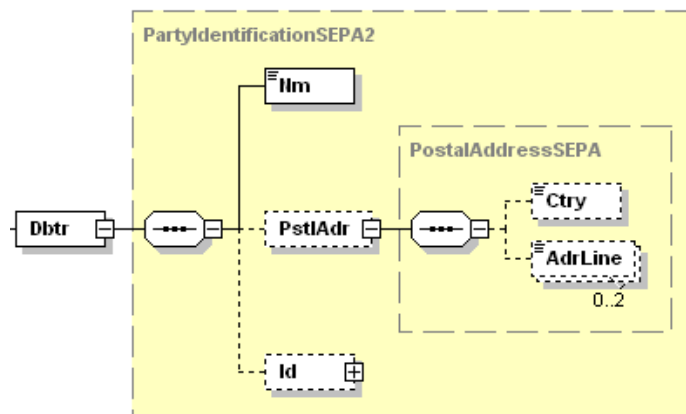 PartyIdentificationSEPA2
Nm
PostalAddressSEPA
Dbtr
PstlAdr
Ctry
AdrLine
0..2
Id